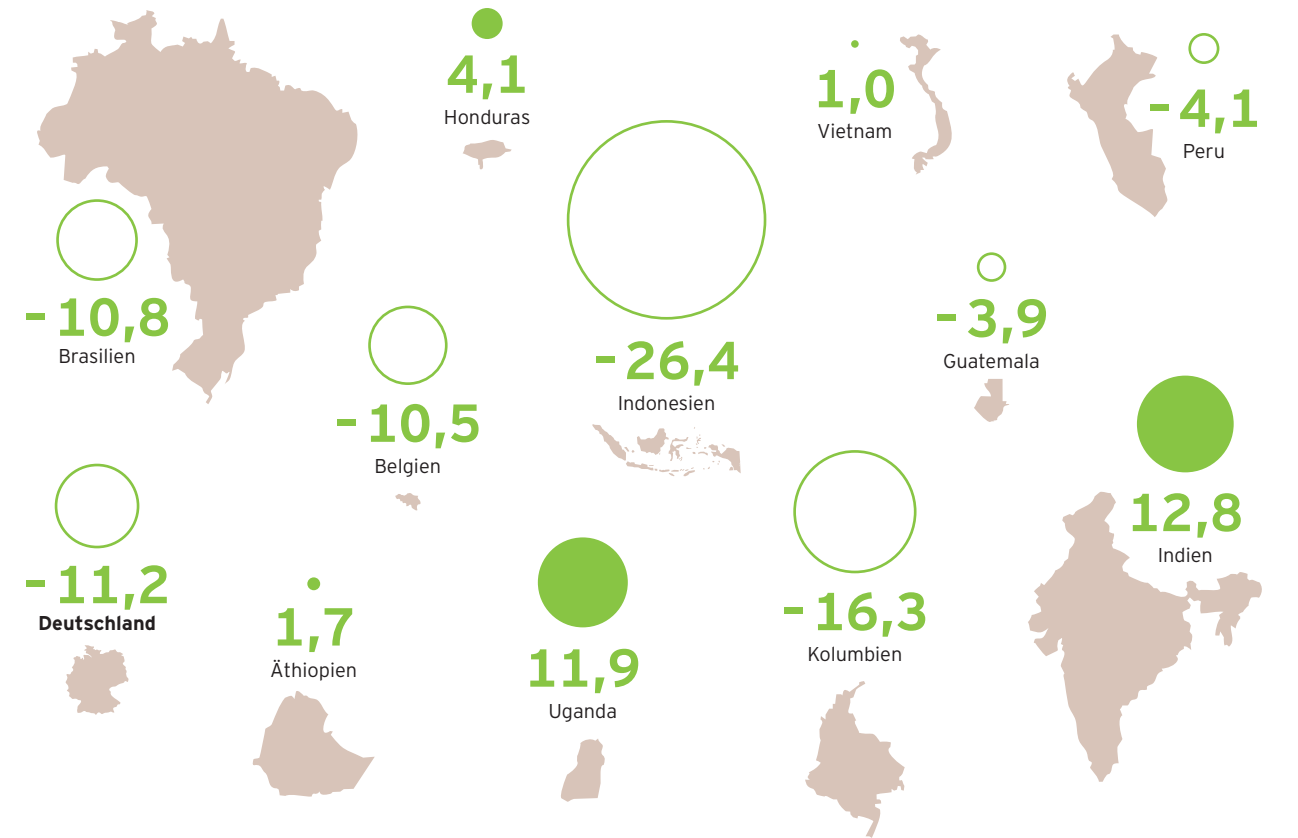 4,1
Honduras
1,0
Vietnam
-4,1
Peru
-10,8
Brasilien
-10,5
Belgien
-26,4
Indonesien
-3,9
Guatemala
12,8
Indien
-11,2
Deutschland
1,7
Äthiopien
11,9
Uganda
-16,3
Kolumbien